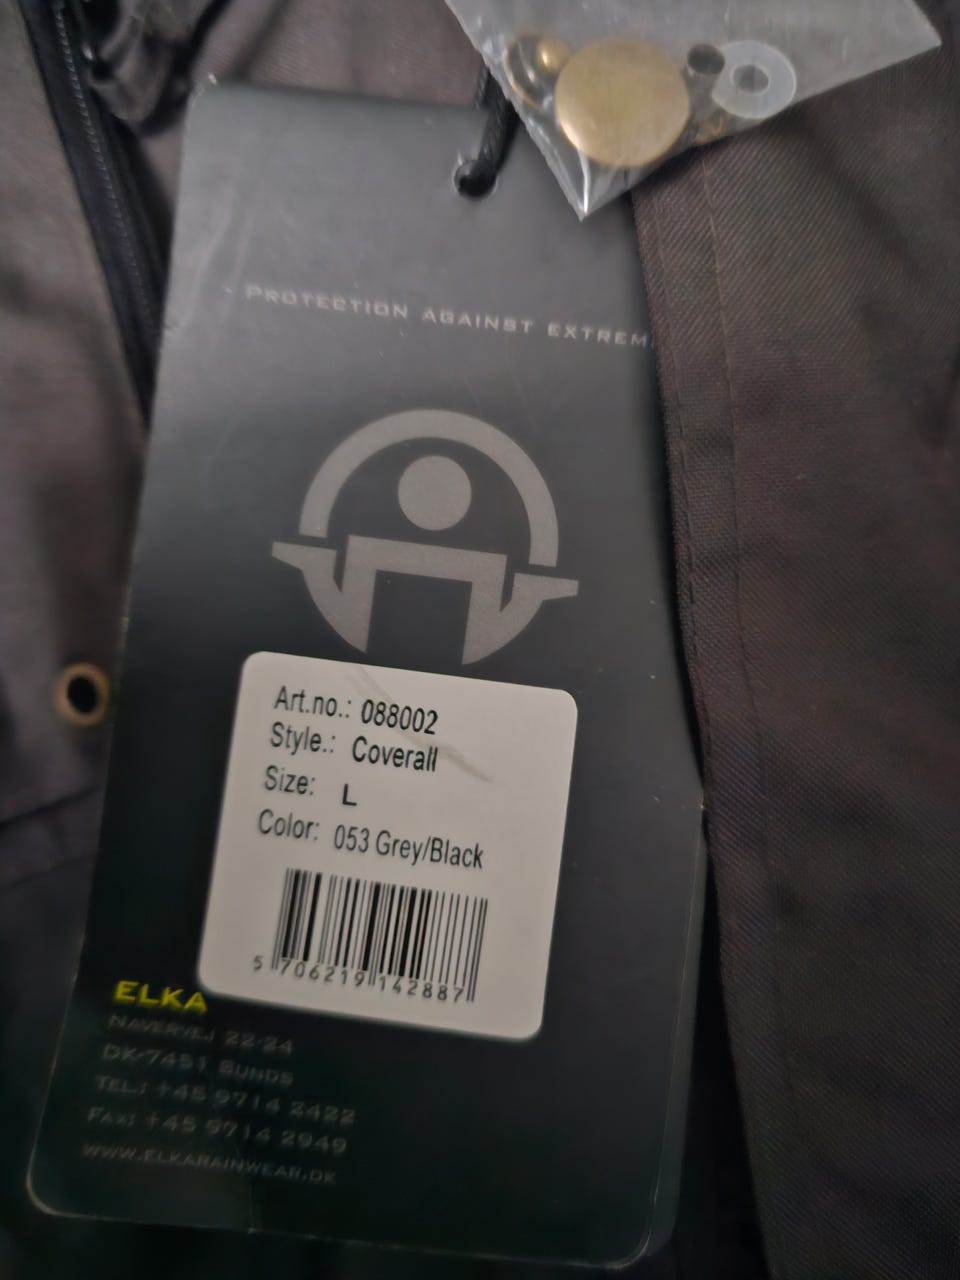 PROTECTION AGAINST EXTREM
Art.no.: 088002
Style.: Coverall
Size: L
Color: 053 Grey/Black
5 706219 142887
ELKA
NAVERVEJ 22-24
DK-7451 SUNDS
TEL.: +45 9714 2422
FAX: +45 9714 2949
WWW.ELKARAINWEAR.DK